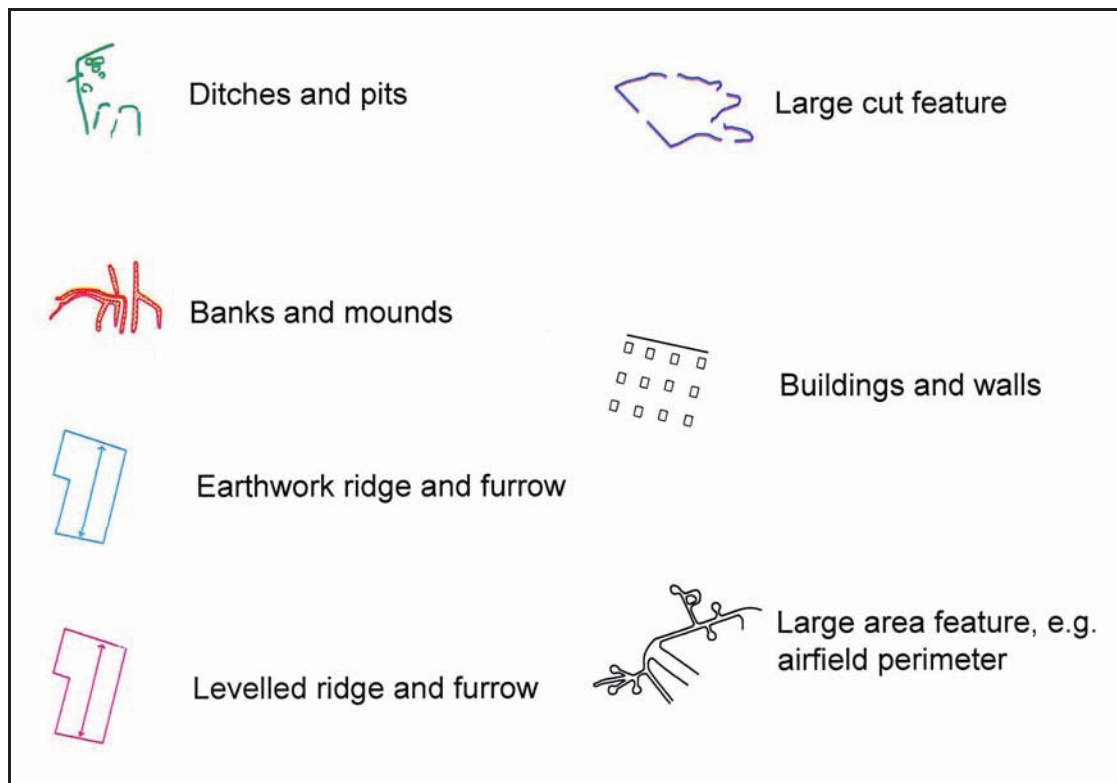 Ditches and pits
Banks and mounds
Earthwork ridge and furrow
Levelled ridge and furrow
Large cut feature
Buildings and walls
Large area feature, e.g.
airfield perimeter